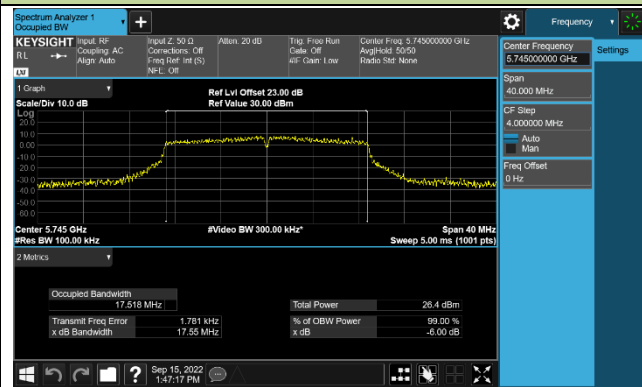 Spectrum Analyzer 1
Occupied BW
Frequency
KEYSIGHT
RL
LXI
Input: RF
Coupling: AC
Align: Auto
Input Z: 50 Ω
Corrections: Off
Freq Ref: Int (S)
NFE: Off
Atten: 20 dB
Trig: Free Run
Gate: Off
#IF Gain: Low
Center Freq: 5.745000000 GHz
Avg|Hold: 50/50
Radio Std: None
Center Frequency
5.745000000 GHz
Settings
Span
40.000 MHz
CF Step
4.000000 MHz
Auto
Man
Freq Offset
0 Hz
1 Graph
Scale/Div 10.0 dB
Ref Lvl Offset 23.00 dB
Ref Value 30.00 dBm
Log
20.0
10.0
0.00
-10.0
-20.0
-30.0
-40.0
-50.0
-60.0
Center 5.745 GHz
#Res BW 100.00 kHz
#Video BW 300.00 kHz*
Span 40 MHz
Sweep 5.00 ms (1001 pts)
2 Metrics
Occupied Bandwidth
17.518 MHz
Total Power 26.4 dBm
Transmit Freq Error 1.781 kHz
% of OBW Power 99.00 %
x dB Bandwidth 17.55 MHz
x dB -6.00 dB
?
Sep 15, 2022
1:47:17 PM